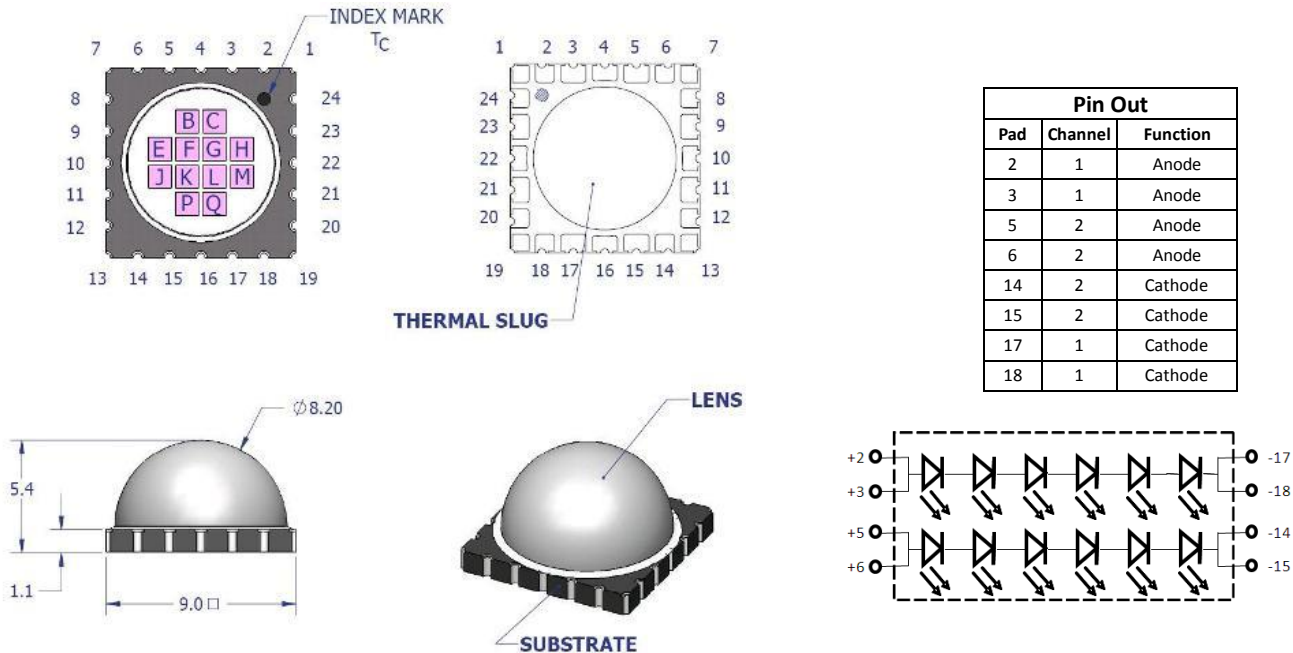 INDEX MARK
TC
7 6 5 4 3 2 1
8 24
9 23
10 22
11 21
12 20
13 14 15 16 17 18 19
B C
E F G H
J K L M
P Q
1 2 3 4 5 6 7
24 8
23 9
22 10
21 11
20 12
19 18 17 16 15 14 13
THERMAL SLUG
Pin Out
Pad Channel Function
2 1 Anode
3 1 Anode
5 2 Anode
6 2 Anode
14 2 Cathode
15 2 Cathode
17 1 Cathode
18 1 Cathode
∅8.20
5.4
1.1
9.0 □
LENS
SUBSTRATE
+2 -17
+3 -18
+5 -14
+6 -15